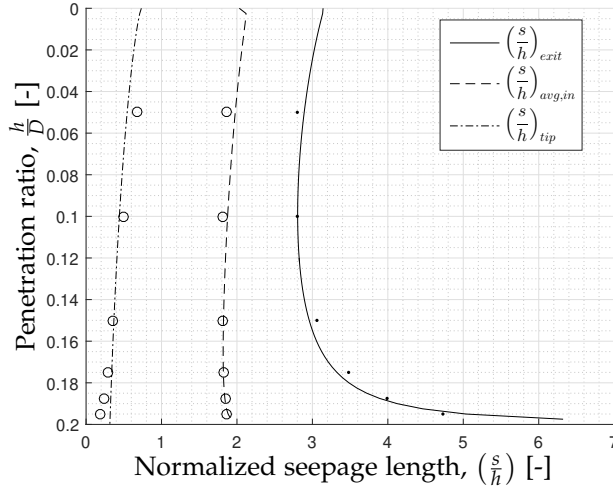 0
0.02
0.04
0.06
0.08
0.1
0.12
0.14
0.16
0.18
0.2
Penetration ratio, h/D [-]
(s/h)exit
(s/h)avg,in
(s/h)tip
0 1 2 3 4 5 6 7
Normalized seepage length, (s/h) [-]